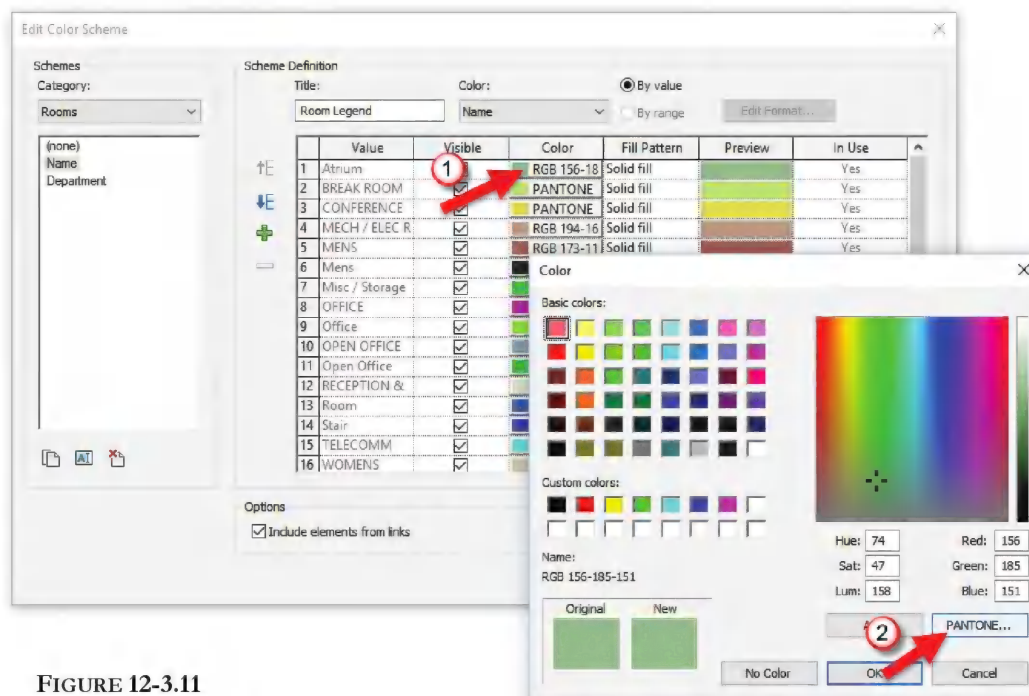 Edit Color Scheme
Schemes
Category:
Rooms
(none)
Name
Department
Scheme Definition
Title:
Color:
By value
Room Legend
Name
By range
Edit Format...
Value Visible Color Fill Pattern Preview In Use
1 Atrium RGB 156-18 Solid fill Yes
2 BREAK ROOM PANTONE Solid fill Yes
3 CONFERENCE PANTONE Solid fill Yes
4 MECH / ELEC R RGB 194-16 Solid fill Yes
5 MENS RGB 173-11 Solid fill Yes
6 Mens
7 Misc / Storage
8 OFFICE
9 Office
10 OPEN OFFICE
11 Open Office
12 RECEPTION &
13 Room
14 Stair
15 TELECOMM
16 WOMENS
1
Options
Include elements from links
Color
Basic colors:
Custom colors:
Name:
RGB 156-185-151
Original New
Hue: 74 Red: 156
Sat: 47 Green: 185
Lum: 158 Blue: 151
2
PANTONE...
No Color OK Cancel
FIGURE 12-3.11